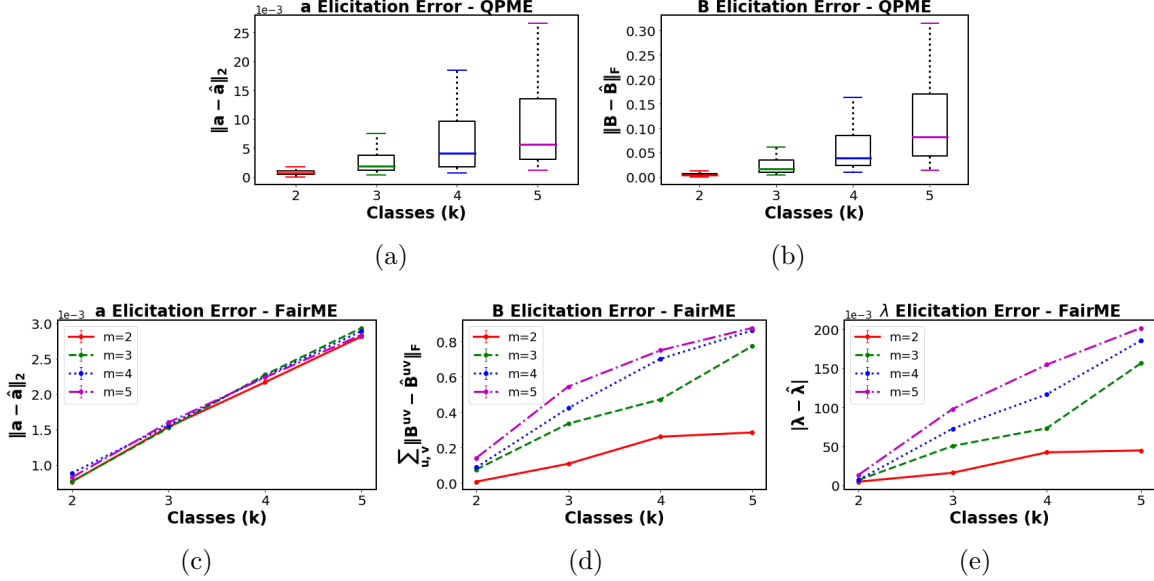 a Elicitation Error - QPME
1e−3
25
20
15
10
5
0
‖a − â‖₂
2 3 4 5
Classes (k)
(a)
B Elicitation Error - QPME
0.30
0.25
0.20
0.15
0.10
0.05
0.00
‖B − B̂‖F
2 3 4 5
Classes (k)
(b)
a Elicitation Error - FairME
1e−3
m=2
m=3
m=4
m=5
3.0
2.5
2.0
1.5
1.0
‖a − â‖₂
2 3 4 5
Classes (k)
(c)
B Elicitation Error - FairME
m=2
m=3
m=4
m=5
0.8
0.6
0.4
0.2
0.0
∑u, v ‖Buv − B̂uv‖F
2 3 4 5
Classes (k)
(d)
λ Elicitation Error - FairME
1e−3
m=2
m=3
m=4
m=5
200
150
100
50
0
|λ − λ̂|
2 3 4 5
Classes (k)
(e)